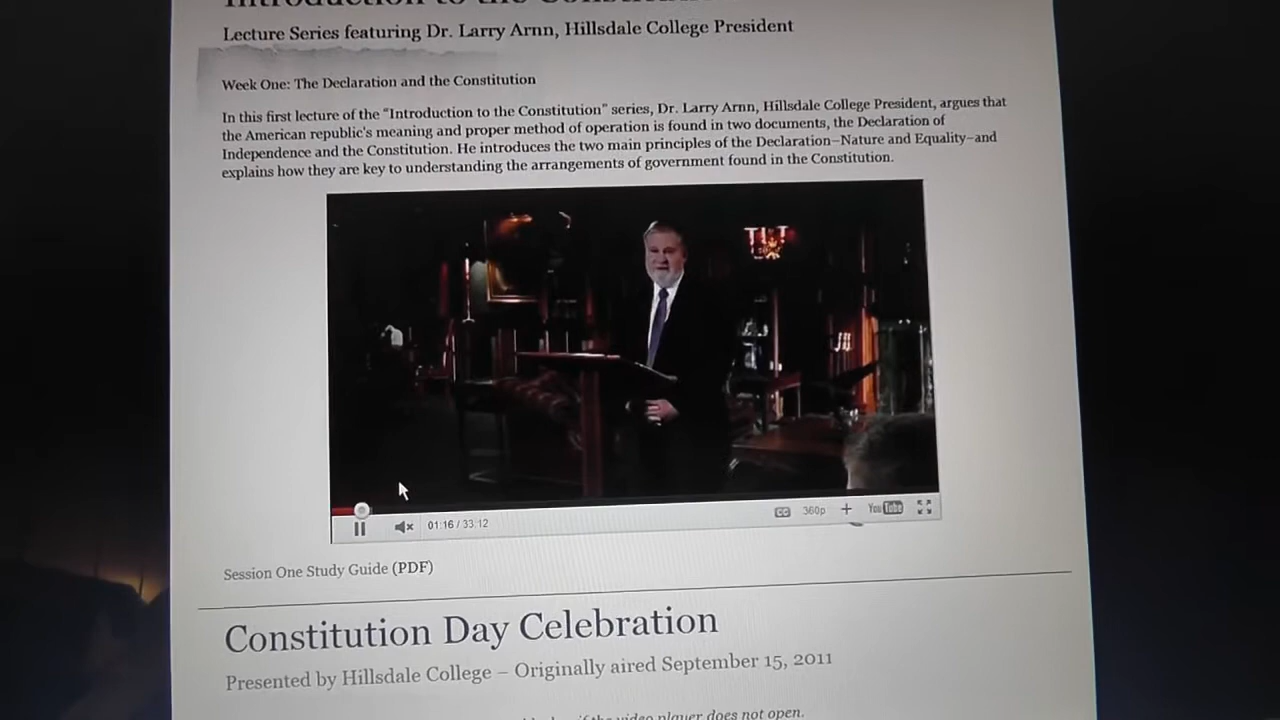 Introduction to the
Lecture Series featuring Dr. Larry Arnn, Hillsdale College President
Week One: The Declaration and the Constitution
In this first lecture of the “Introduction to the Constitution” series, Dr. Larry Arnn, Hillsdale College President, argues that
the American republic's meaning and proper method of operation is found in two documents, the Declaration of
Independence and the Constitution. He introduces the two main principles of the Declaration–Nature and Equality–and
explains how they are key to understanding the arrangements of government found in the Constitution.
01:16 / 33:12
CC
360p
YouTube
Session One Study Guide (PDF)
Constitution Day Celebration
Presented by Hillsdale College – Originally aired September 15, 2011
if the video player does not open.